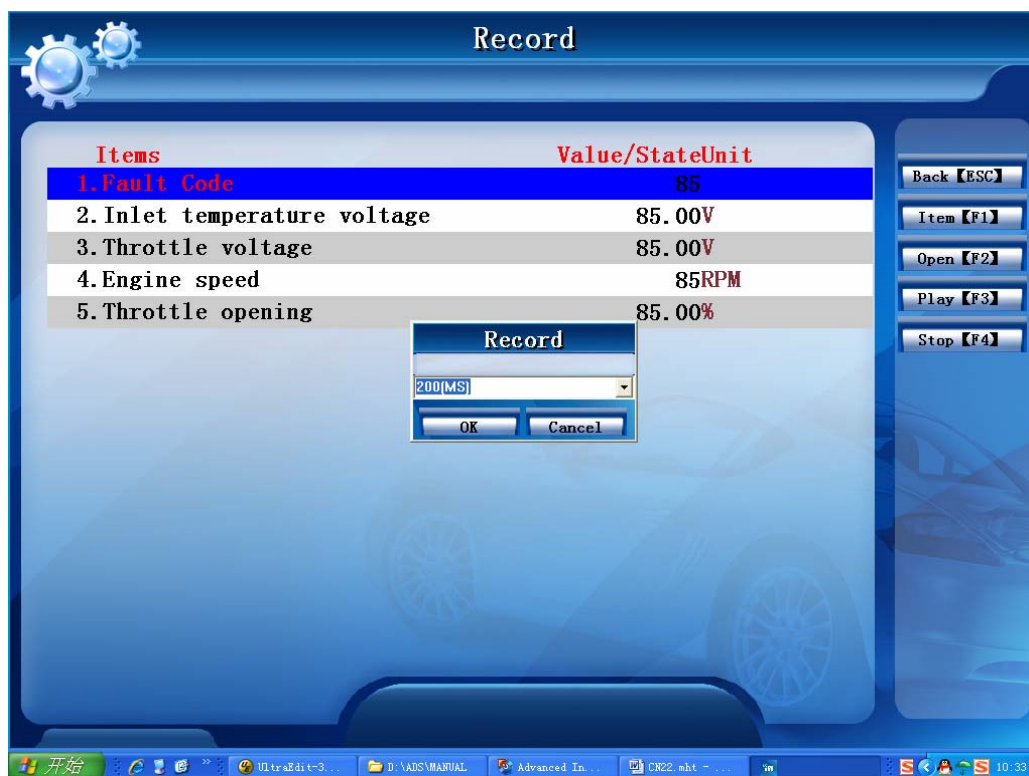 Record
Items Value/StateUnit
1.Fault Code 85
2.Inlet temperature voltage 85.00V
3.Throttle voltage 85.00V
4.Engine speed 85RPM
5.Throttle opening 85.00%
Record
200(MS)
OK Cancel
Back【ESC】
Item【F1】
Open【F2】
Play【F3】
Stop【F4】
开始 UltraEdit-3... D:\ADS\MANUAL Advanced In... CN22.mht - ... 10:33